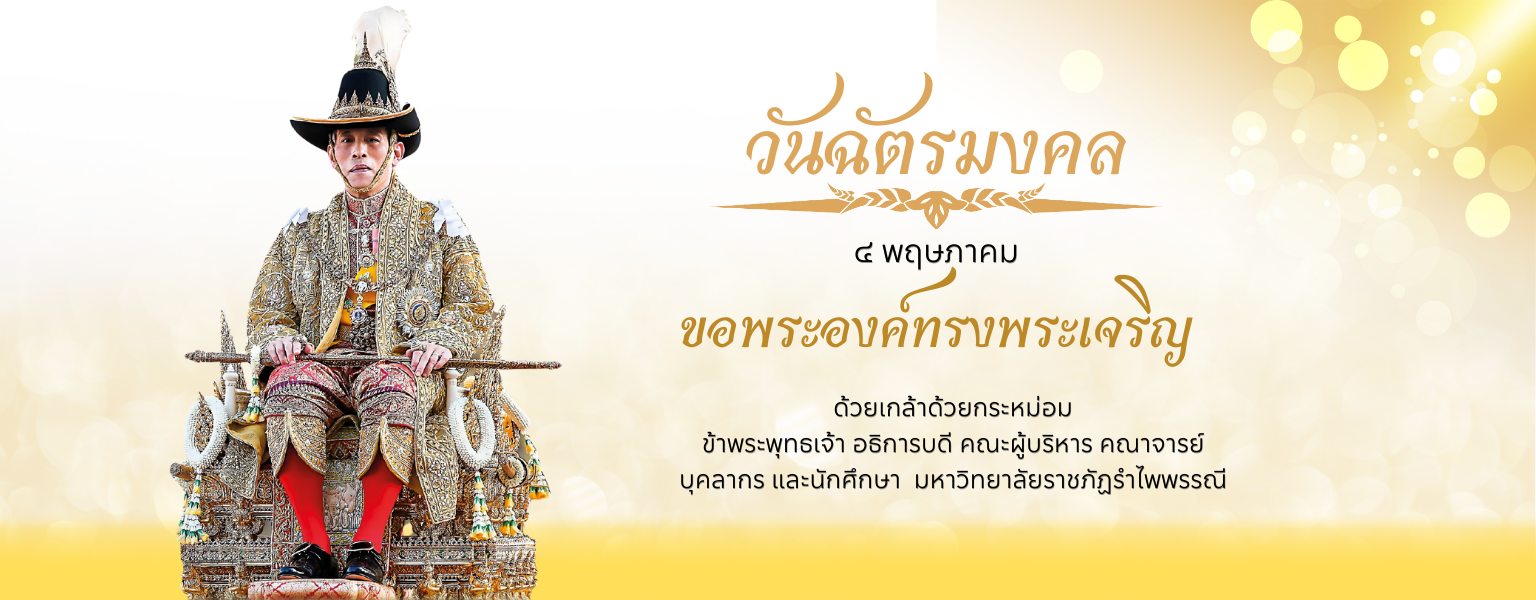 วันฉัตรมงคล
๔ พฤษภาคม
ขอพระองค์ทรงพระเจริญ
ด้วยเกล้าด้วยกระหม่อม
ข้าพระพุทธเจ้า อธิการบดี คณะผู้บริหาร คณาจารย์
บุคลากร และนักศึกษา มหาวิทยาลัยราชภัฏรำไพพรรณี